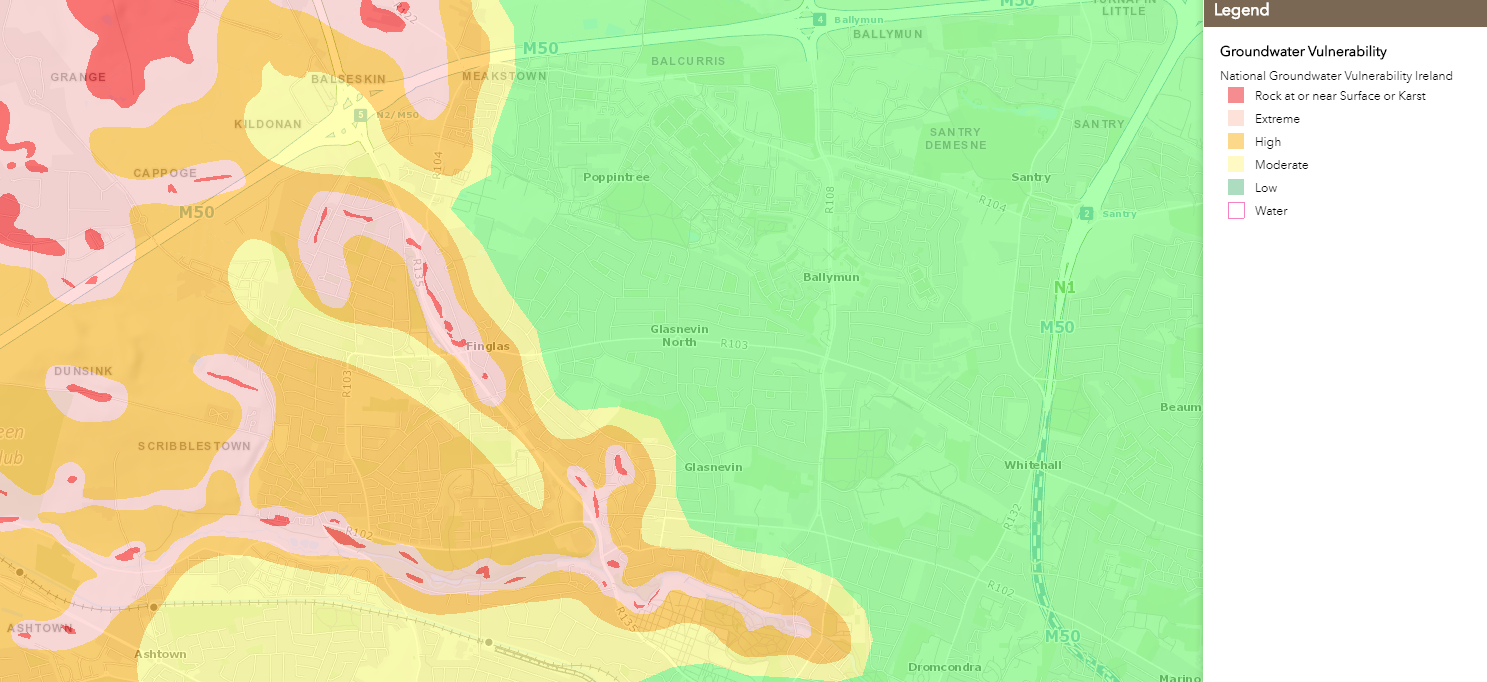 M50
TURNAPIN
LITTLE
4 Ballymun
BALLYMUN
M50
BALCURRIS
MEAKSTOWN
GRANGE
BALSESKIN
5 N2/M50
KILDONAN
SANTRY
DEMESNE
SANTRY
R104
CAPPOGE
Poppintree
Santry
R108
R104
M50
2 Santry
R135
Ballymun
N1
M50
Glasnevin
North
R103
Finglas
DUNSINK
R103
Beaum
SCRIBBLESTOWN
Glasnevin
Whitehall
R102
R132
R102
R135
ASHTOWN
M50
Ashtown
Dromcondra
Marino
Legend
Groundwater Vulnerability
National Groundwater Vulnerability Ireland
Rock at or near Surface or Karst
Extreme
High
Moderate
Low
Water